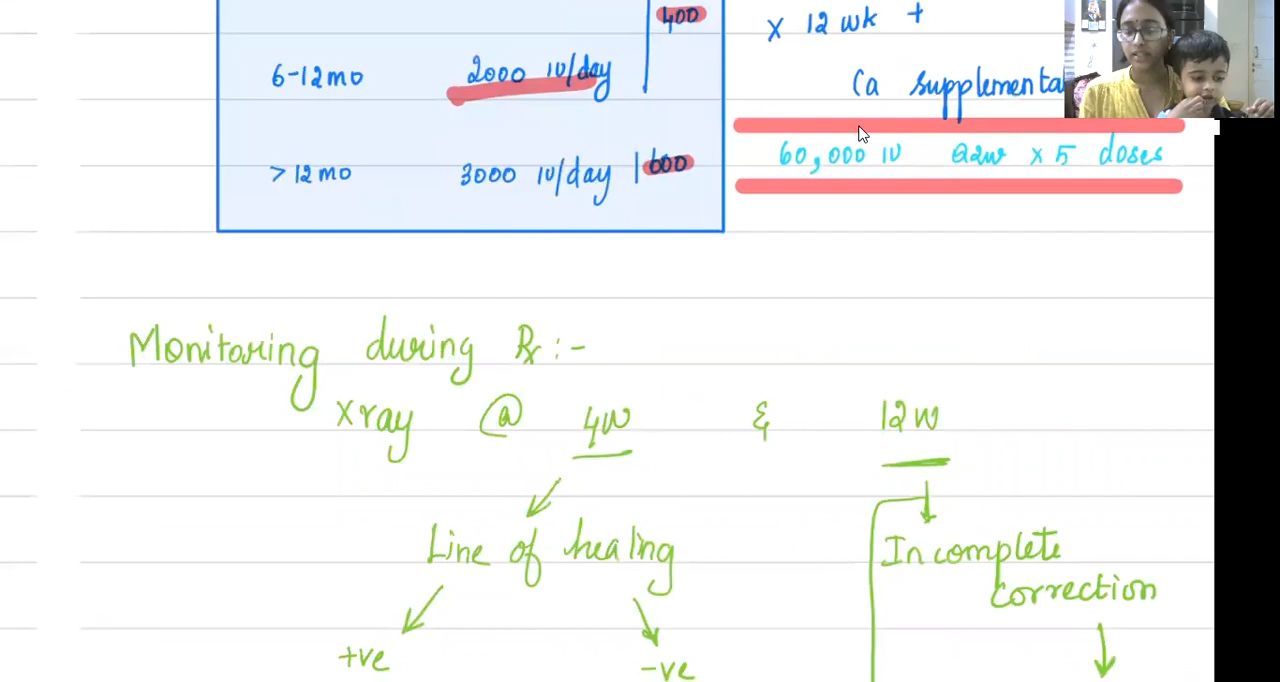 400
x 12 wk +
6-12mo 2000 IU/day
Ca supplementa
60,000 IU Q2W x 5 doses
>12mo 3000 IU/day 600
Monitoring during Rx:-
Xray @ 4W & 12W
Line of healing
Incomplete
correction
+ve -ve